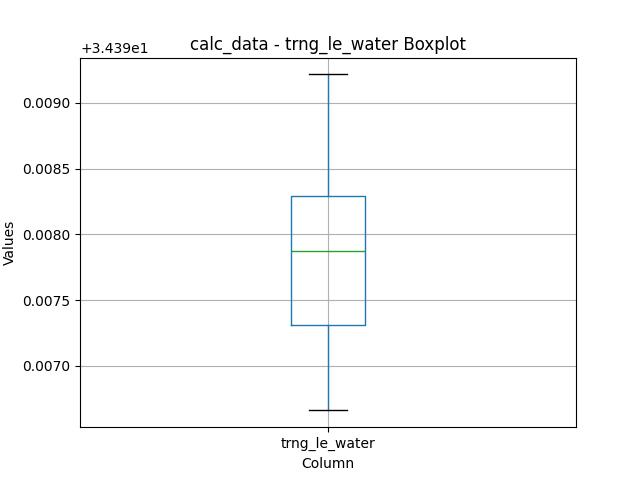 calc_data - trng_le_water Boxplot
+3.439e1
0.0090
0.0085
0.0080
0.0075
0.0070
Values
trng_le_water
Column